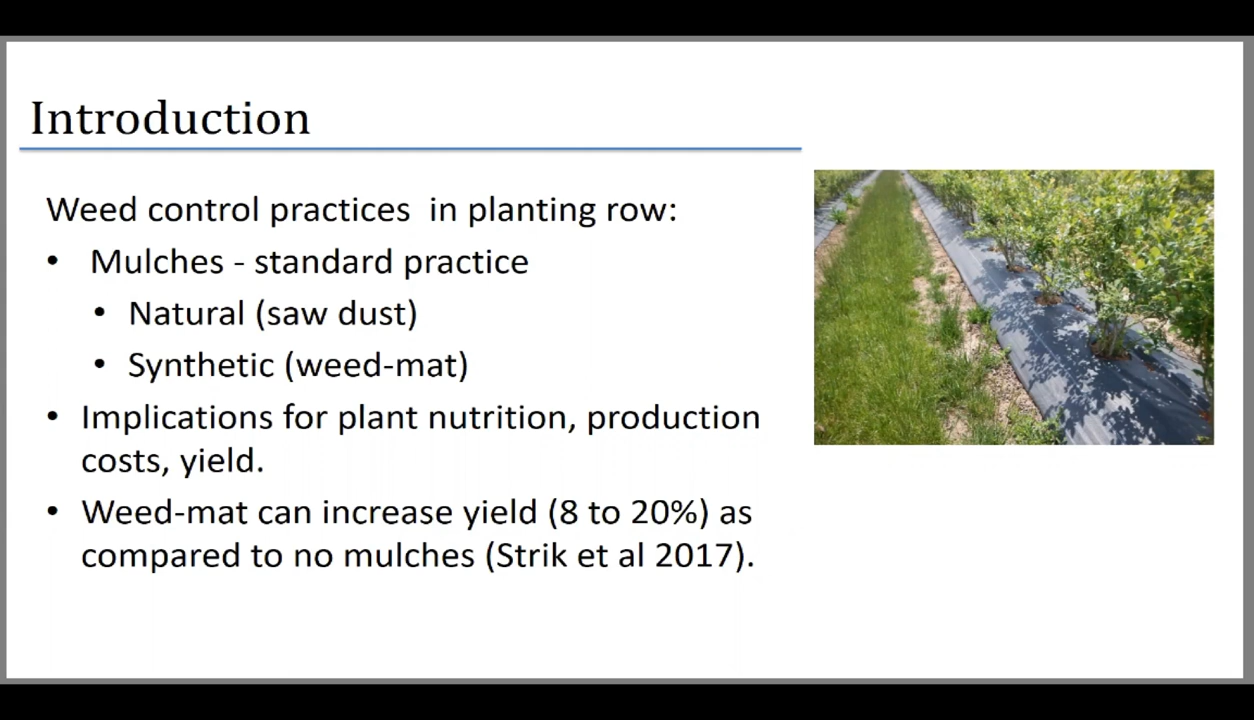 Introduction
Weed control practices  in planting row:
• Mulches - standard practice
• Natural (saw dust)
• Synthetic (weed-mat)
• Implications for plant nutrition, production
costs, yield.
• Weed-mat can increase yield (8 to 20%) as
compared to no mulches (Strik et al 2017).